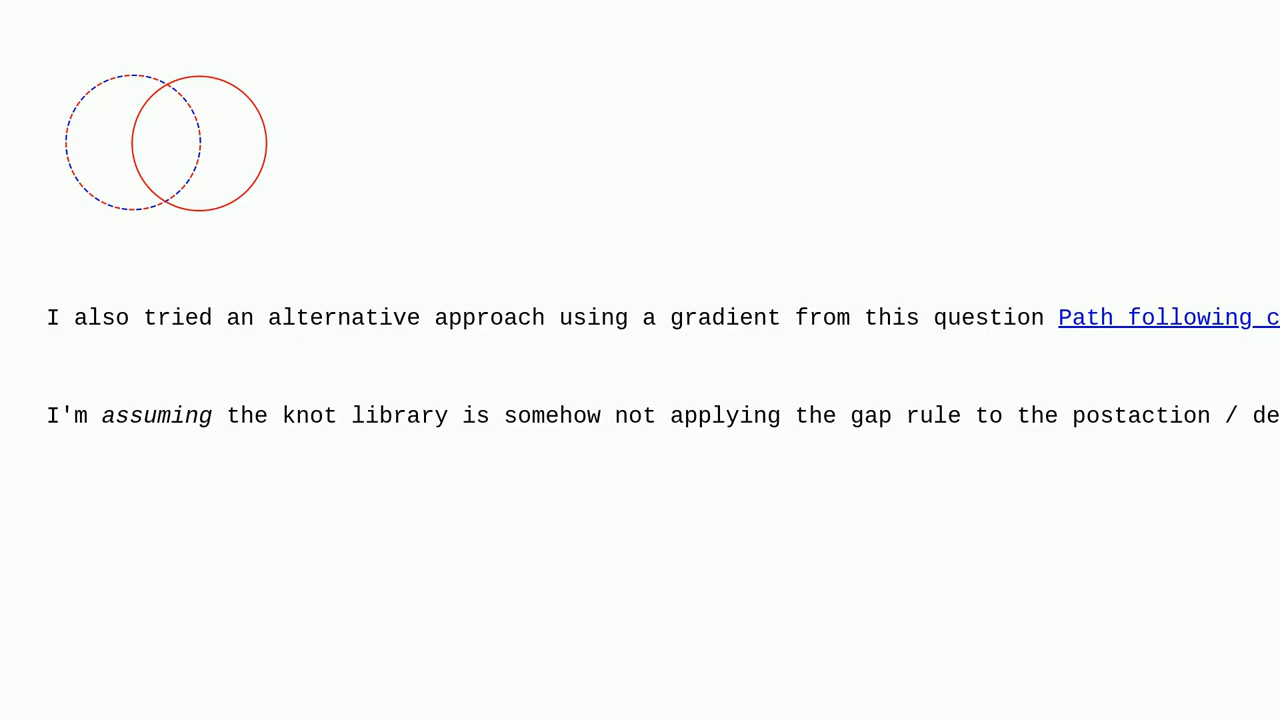 I also tried an alternative approach using a gradient from this question Path following c
I'm assuming the knot library is somehow not applying the gap rule to the postaction / de